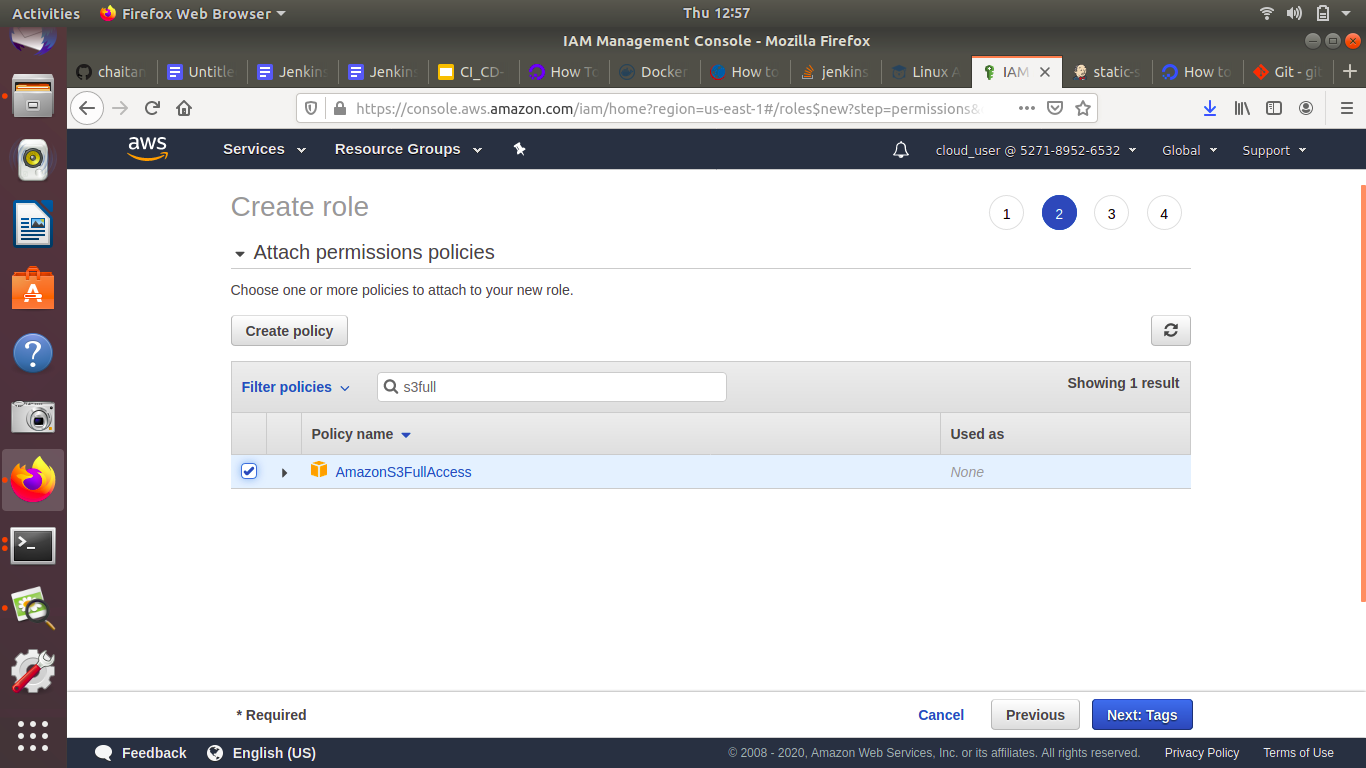 Activities Firefox Web Browser Thu 12:57
IAM Management Console - Mozilla Firefox
chaitan Untitle Jenkins Jenkins CI_CD- How To Docker How to jenkins Linux A IAM static-s How to Git - git
https://console.aws.amazon.com/iam/home?region=us-east-1#/roles$new?step=permissions&
aws Services Resource Groups cloud_user @ 5271-8952-6532 Global Support
Create role 1 2 3 4
Attach permissions policies
Choose one or more policies to attach to your new role.
Create policy
Filter policies s3full Showing 1 result
Policy name Used as
AmazonS3FullAccess None
* Required Cancel Previous Next: Tags
Feedback English (US) © 2008 - 2020, Amazon Web Services, Inc. or its affiliates. All rights reserved. Privacy Policy Terms of Use